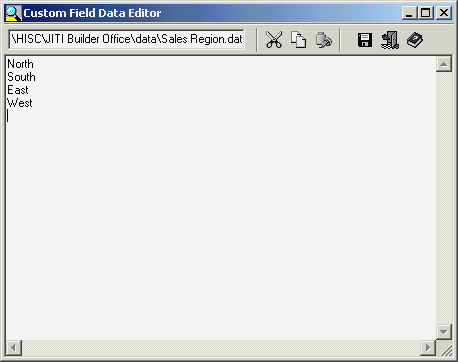 Custom Field Data Editor
\HISC\JITI Builder Office\data\Sales Region.dat
North
South
East
West